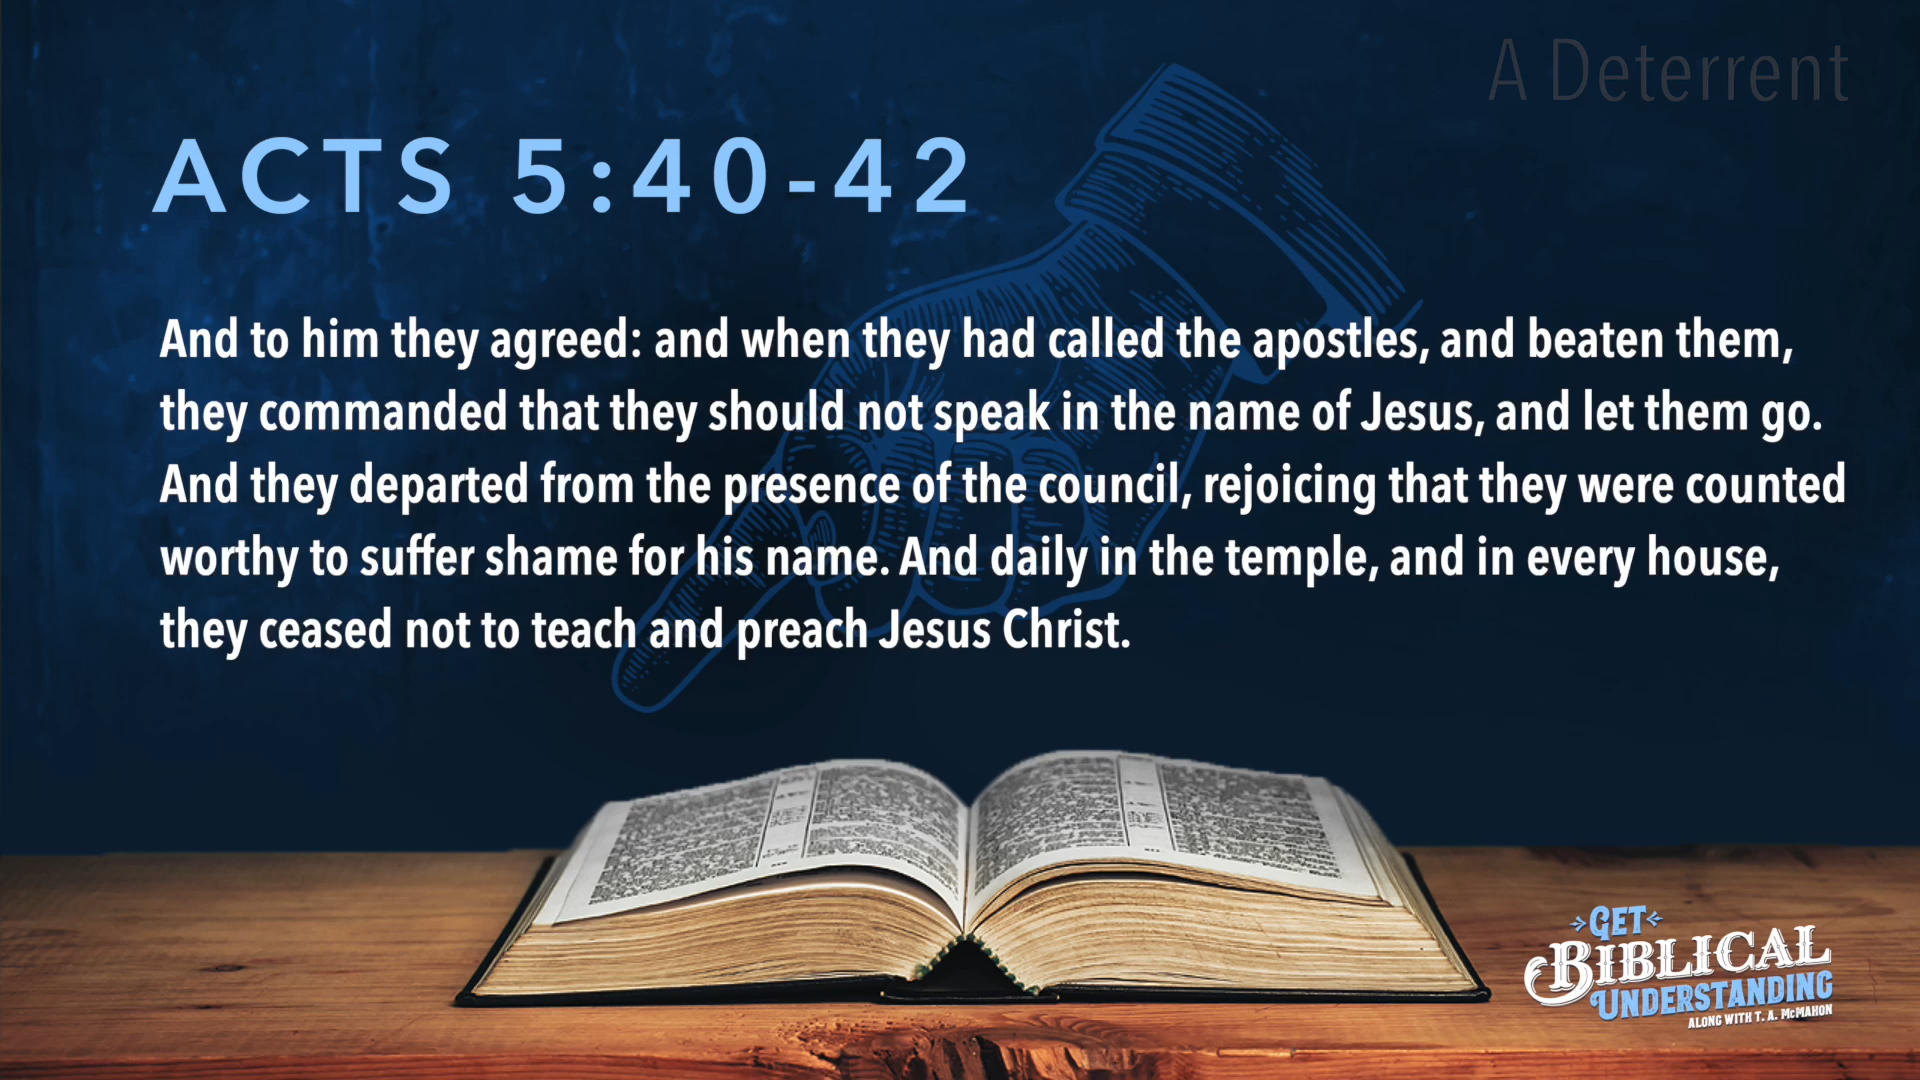 A Deterrent
ACTS 5:40-42
And to him they agreed: and when they had called the apostles, and beaten them,
they commanded that they should not speak in the name of Jesus, and let them go.
And they departed from the presence of the council, rejoicing that they were counted
worthy to suffer shame for his name. And daily in the temple, and in every house,
they ceased not to teach and preach Jesus Christ.
GET
BIBLICAL
UNDERSTANDING
ALONG WITH T. A. McMAHON